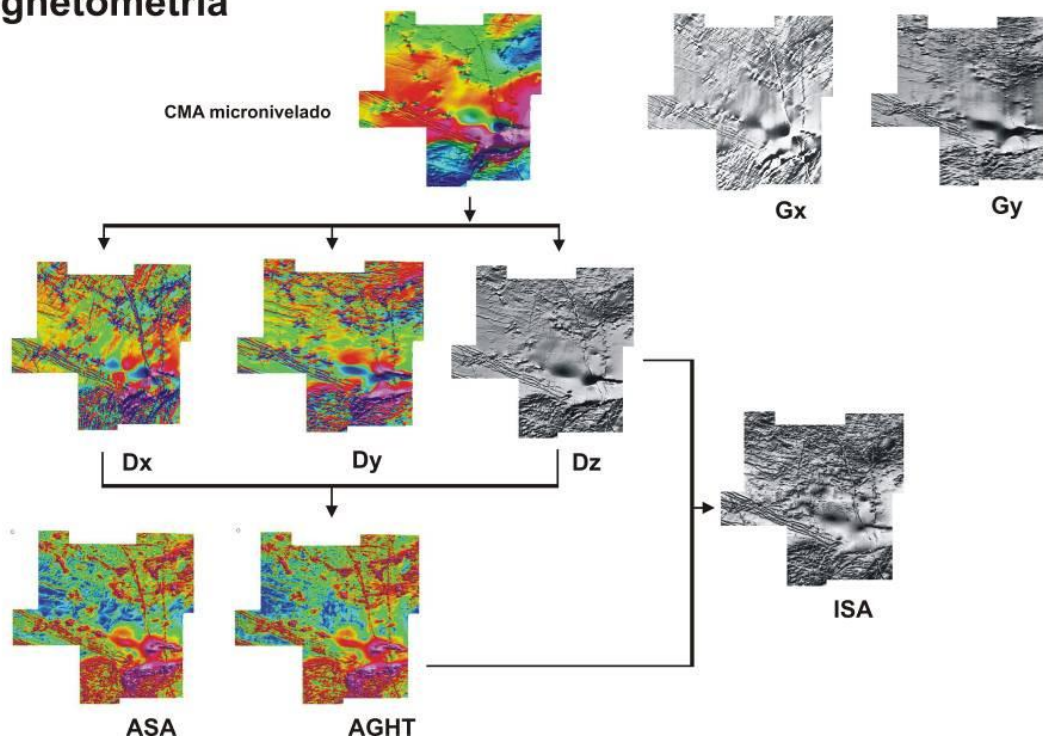 gnetometria
CMA micronivelado
Gx
Gy
Dx
Dy
Dz
ISA
ASA
AGHT